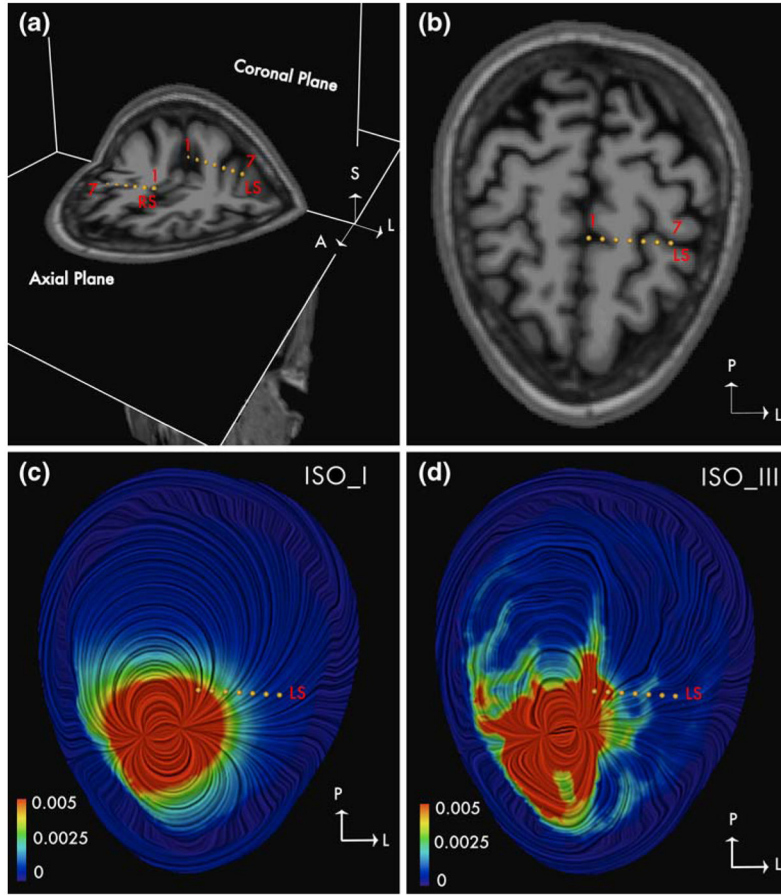 (a)
Coronal Plane
1
7
LS
7
1
RS
S
A
L
Axial Plane
(b)
1
7
LS
P
L
(c)
ISO_I
LS
0.005
0.0025
0
P
L
(d)
ISO_III
LS
0.005
0.0025
0
P
L